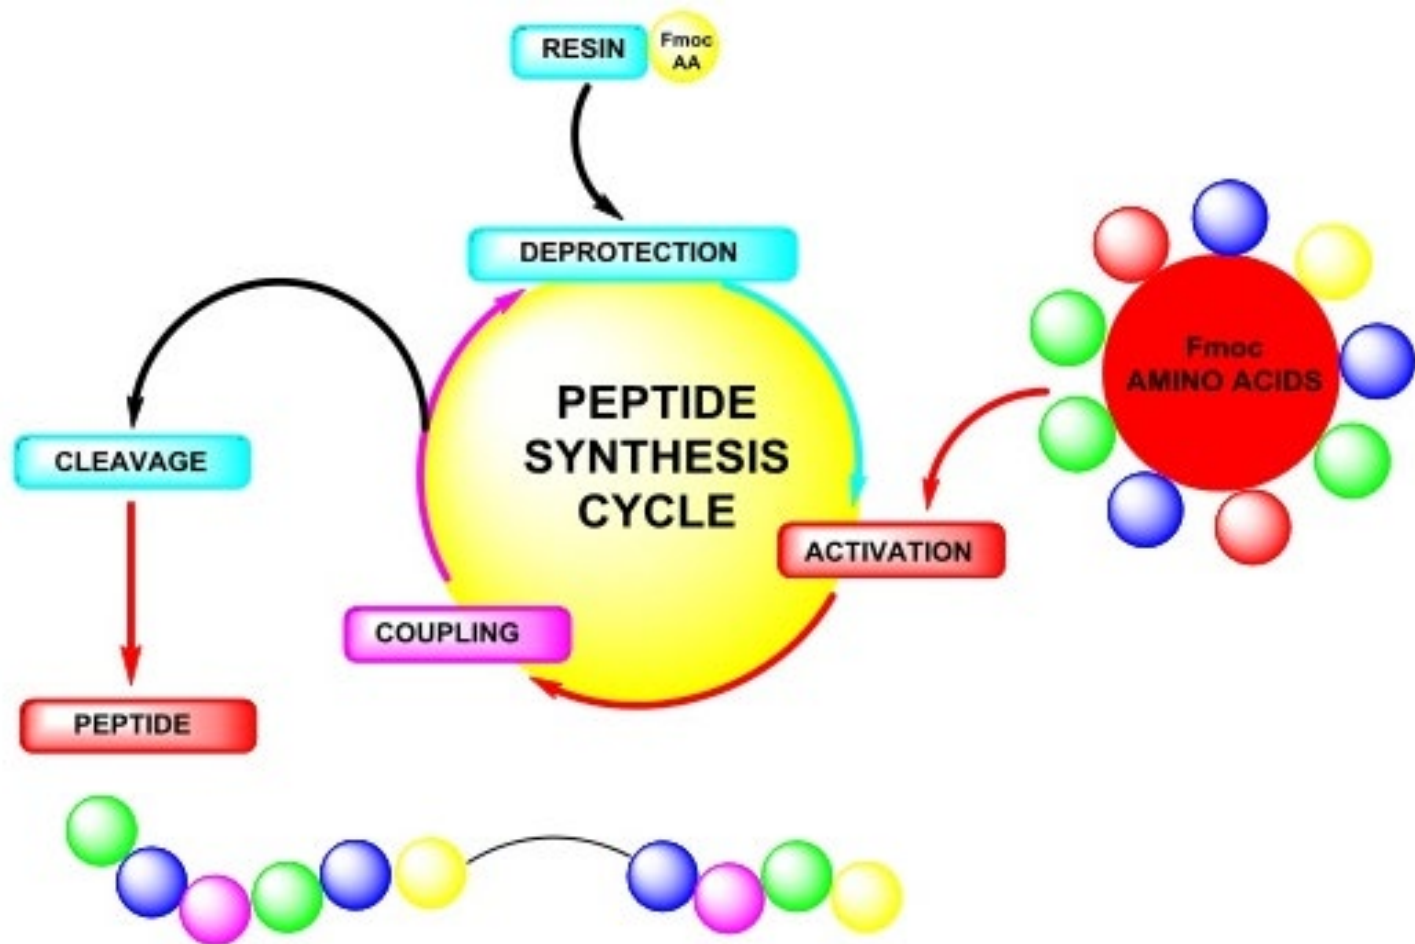 RESIN
Fmoc
AA
DEPROTECTION
PEPTIDE
SYNTHESIS
CYCLE
Fmoc
AMINO ACIDS
CLEAVAGE
ACTIVATION
COUPLING
PEPTIDE